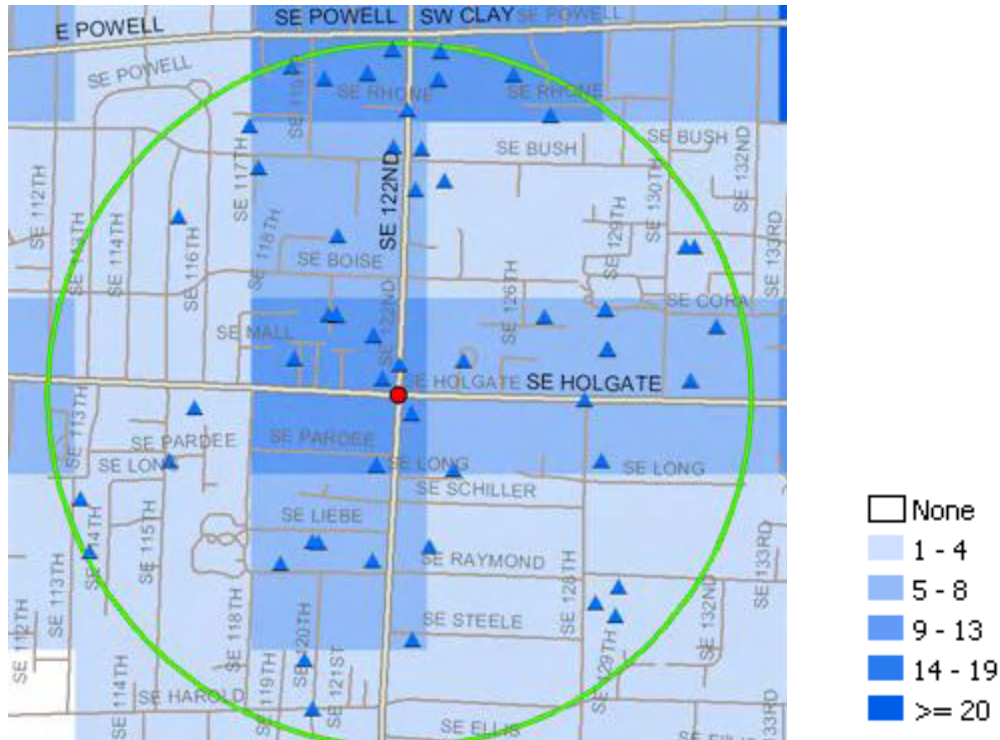 E POWELL
SE POWELL
SW CLAY
SE POWELL
SE POWELL
SE 119TH
SE RHONE
SE RHONE
SE BUSH
SE BUSH
SE 132ND
SE 112TH
SE 113TH
SE 114TH
SE 116TH
SE 117TH
SE 118TH
SE 122ND
SE 130TH
SE 129TH
SE 133RD
SE BOISE
SE 122ND
SE 126TH
SE CORA
SE MALL
SE HOLGATE
SE HOLGATE
SE 113TH
SE PARDEE
SE PARDEE
SE LONG
SE LONG
SE LONG
SE SCHILLER
SE LIEBE
None
1 - 4
5 - 8
9 - 13
14 - 19
>= 20
SE 114TH
SE 115TH
SE RAYMOND
SE 133RD
SE 113TH
SE 118TH
SE 128TH
SE 132ND
SE STEELE
SE 112TH
SE 120TH
SE 129TH
SE 114TH
SE HAROLD
SE 119TH
SE 121ST
SE ELLIS
133RD